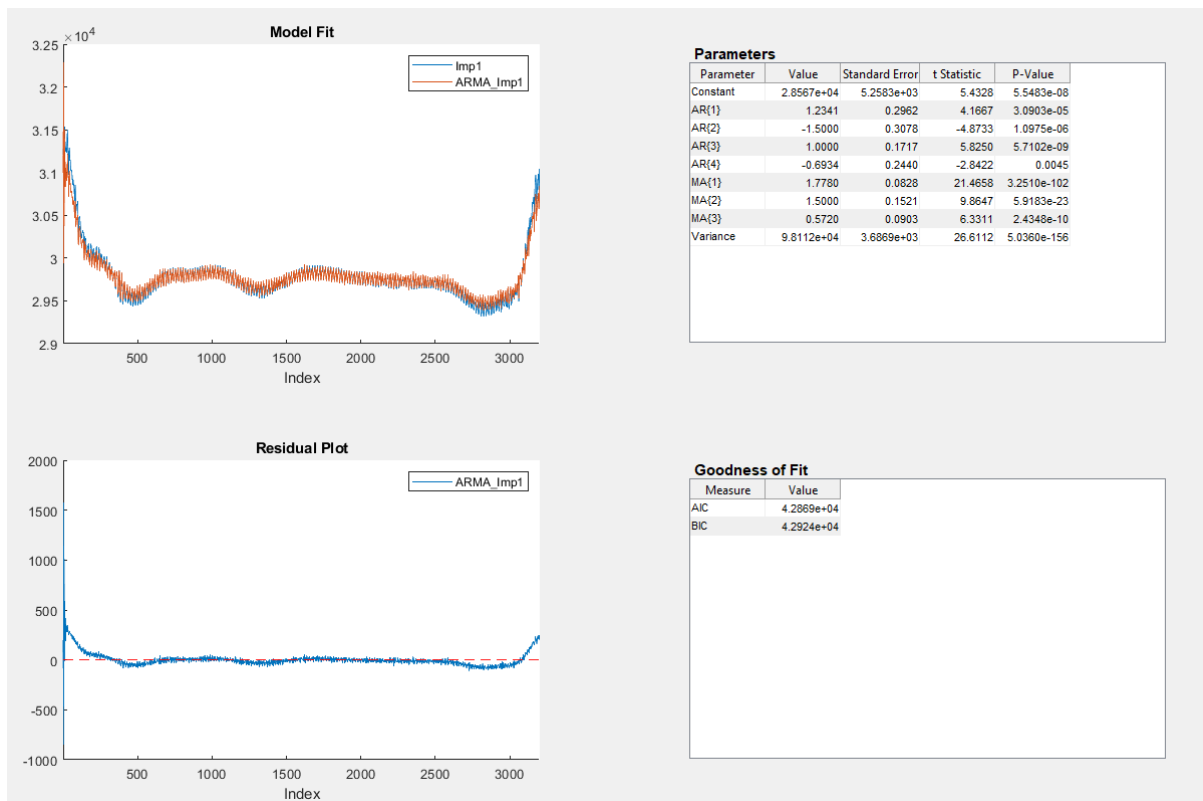 Model Fit
×10⁴
3.25
3.2
3.15
3.1
3.05
3
2.95
2.9
Imp1
ARMA_Imp1
500 1000 1500 2000 2500 3000
Index
Parameters
Parameter Value Standard Error t Statistic P-Value
Constant 2.8567e+04 5.2583e+03 5.4328 5.5483e-08
AR{1} 1.2341 0.2962 4.1667 3.0903e-05
AR{2} -1.5000 0.3078 -4.8733 1.0975e-06
AR{3} 1.0000 0.1717 5.8250 5.7102e-09
AR{4} -0.6934 0.2440 -2.8422 0.0045
MA{1} 1.7780 0.0828 21.4658 3.2510e-102
MA{2} 1.5000 0.1521 9.8647 5.9183e-23
MA{3} 0.5720 0.0903 6.3311 2.4348e-10
Variance 9.8112e+04 3.6869e+03 26.6112 5.0360e-156
Residual Plot
2000
1500
1000
500
0
-500
-1000
ARMA_Imp1
500 1000 1500 2000 2500 3000
Index
Goodness of Fit
Measure Value
AIC 4.2869e+04
BIC 4.2924e+04